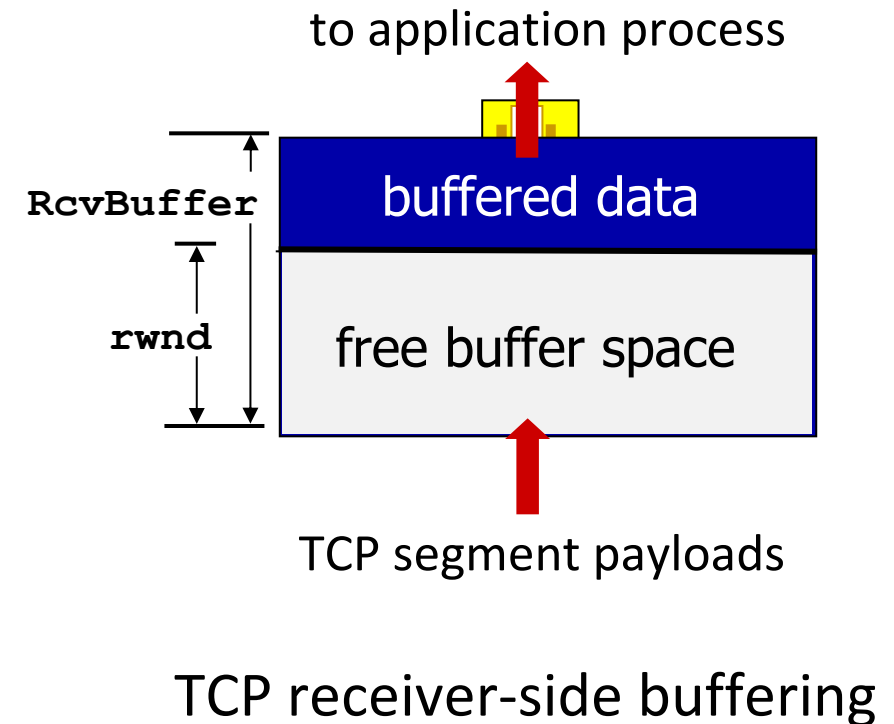 to application process
RcvBuffer
buffered data
rwnd
free buffer space
TCP segment payloads
TCP receiver-side buffering